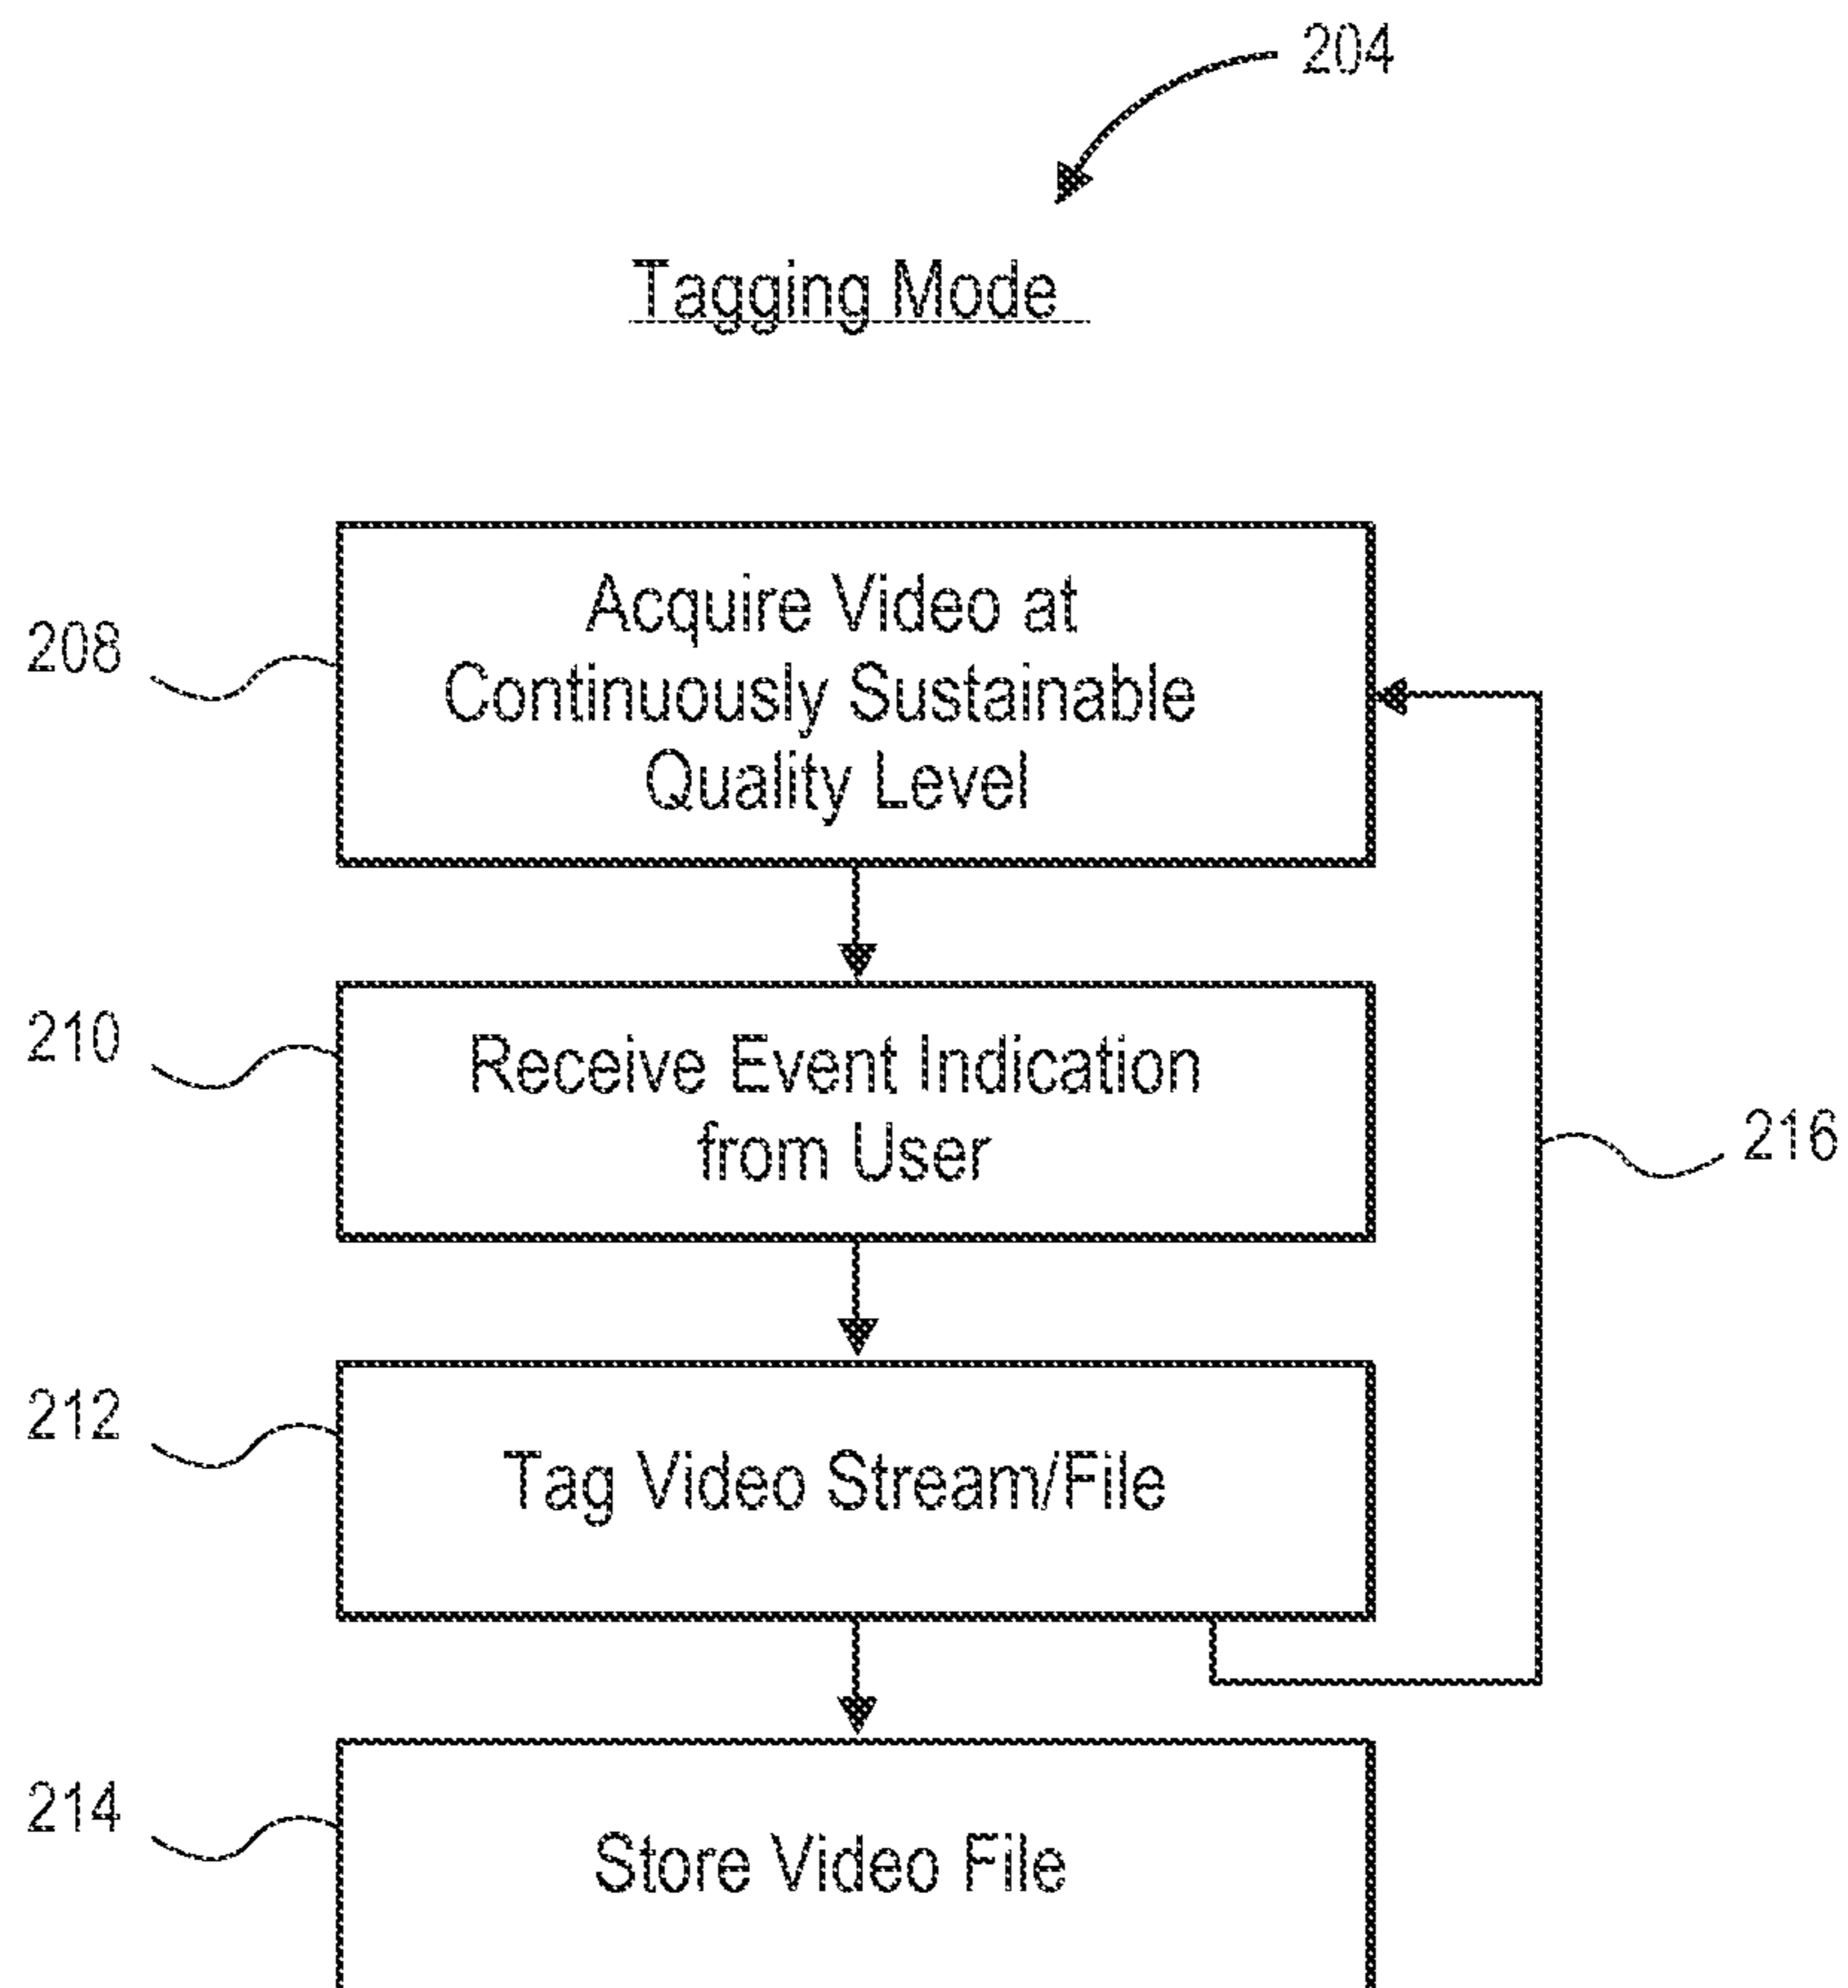 204
Tagging Mode
208
Acquire Video at
Continuously Sustainable
Quality Level
210
Receive Event Indication
from User
216
212
Tag Video Stream/File
214
Store Video File